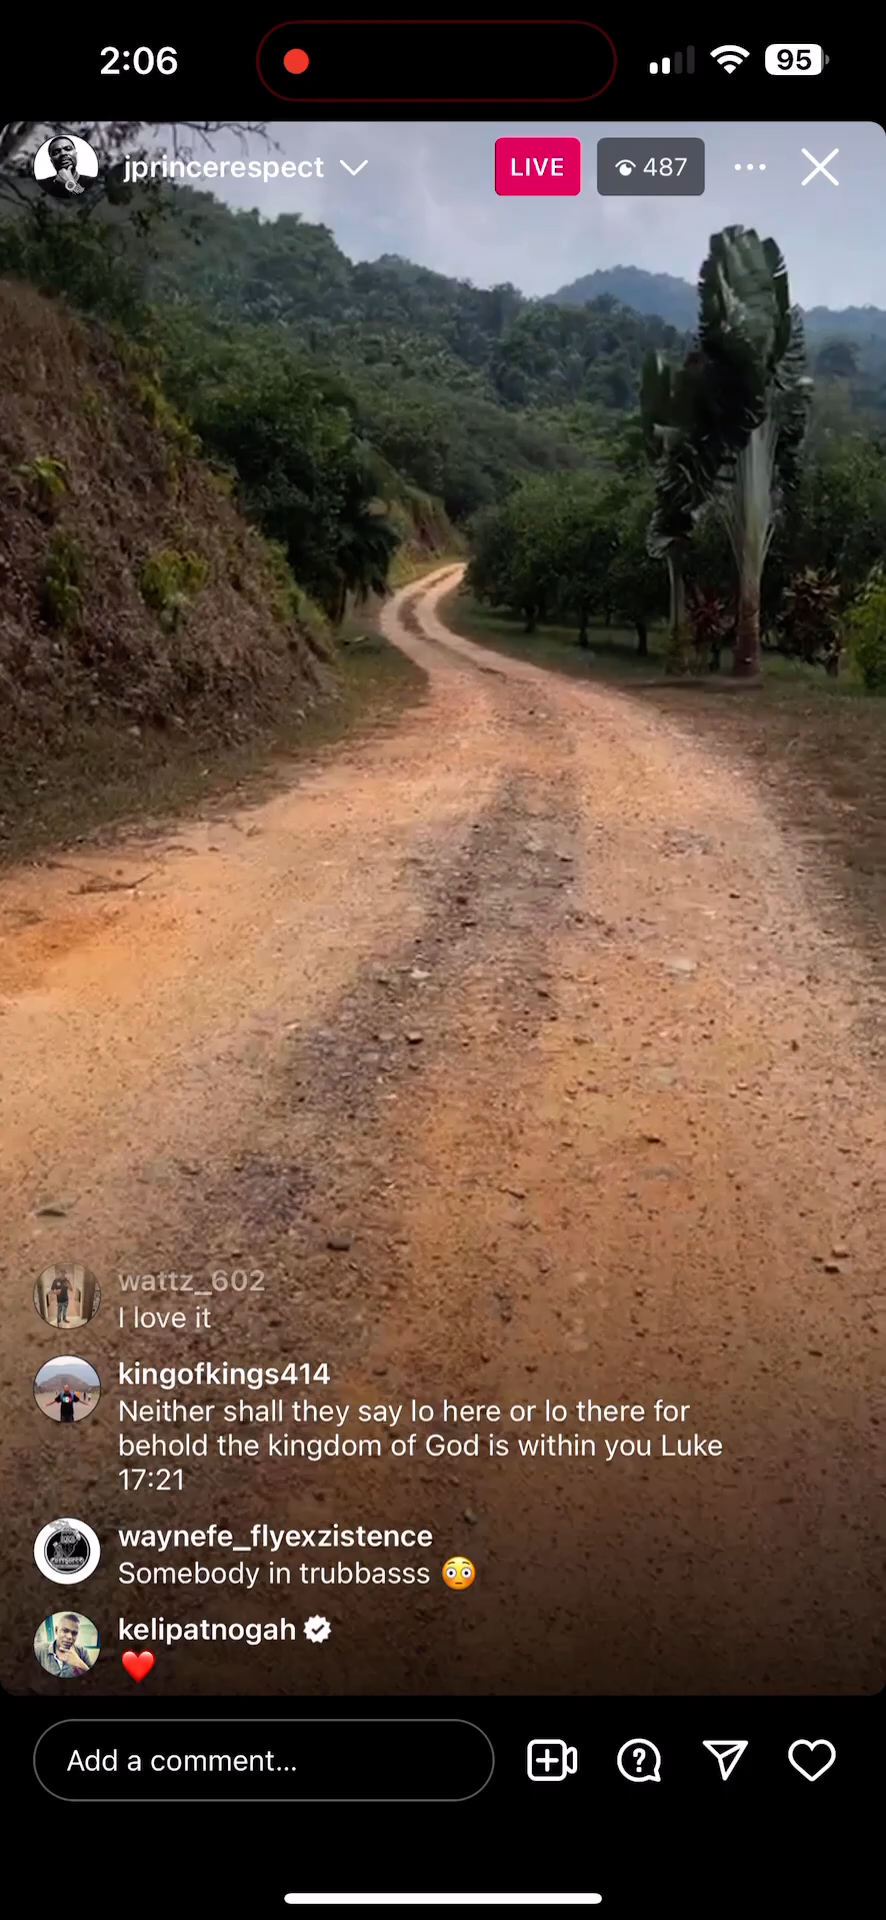 2:06
95
jprincerespect
LIVE
487
wattz_602
I love it
kingofkings414
Neither shall they say lo here or lo there for
behold the kingdom of God is within you Luke
17:21
waynefe_flyexzistence
Somebody in trubbasss 😳
kelipatnogah
❤️
Add a comment...